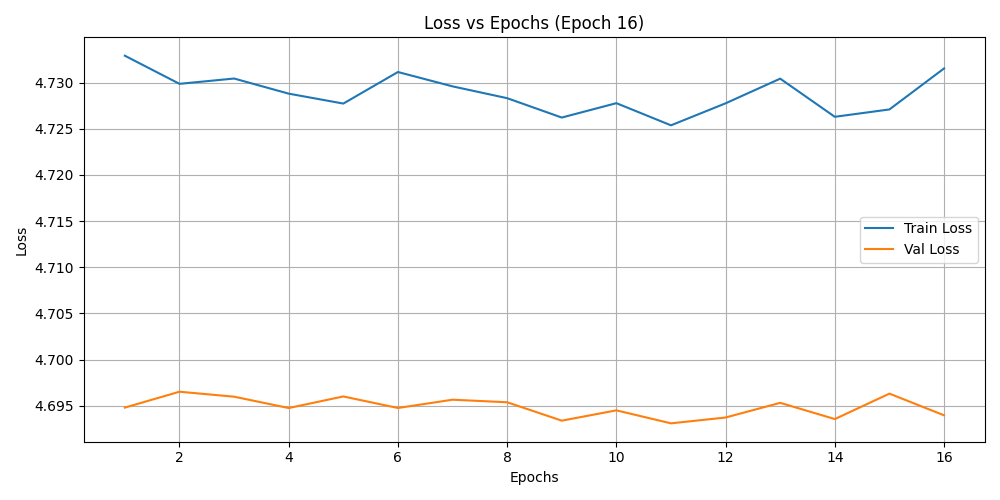 Loss vs Epochs (Epoch 16)
Loss
4.730
4.725
4.720
4.715
4.710
4.705
4.700
4.695
Train Loss
Val Loss
2 4 6 8 10 12 14 16
Epochs